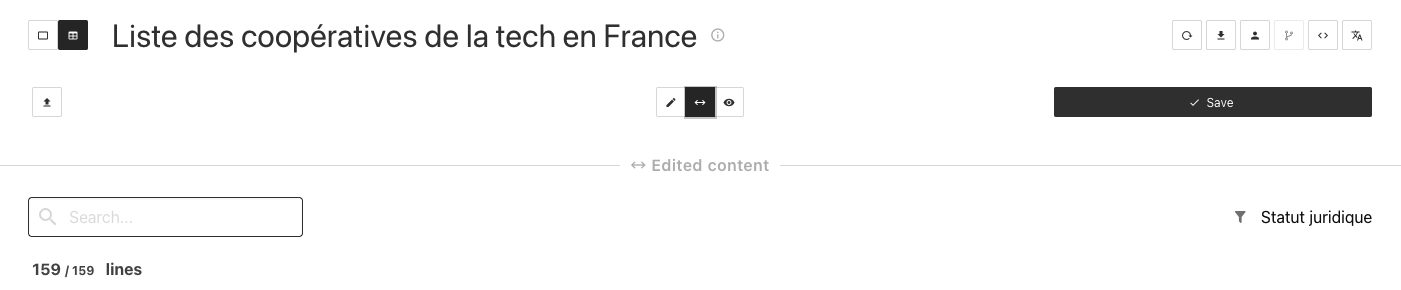 Liste des coopératives de la tech en France
Save
Edited content
Search...
Statut juridique
159 / 159 lines